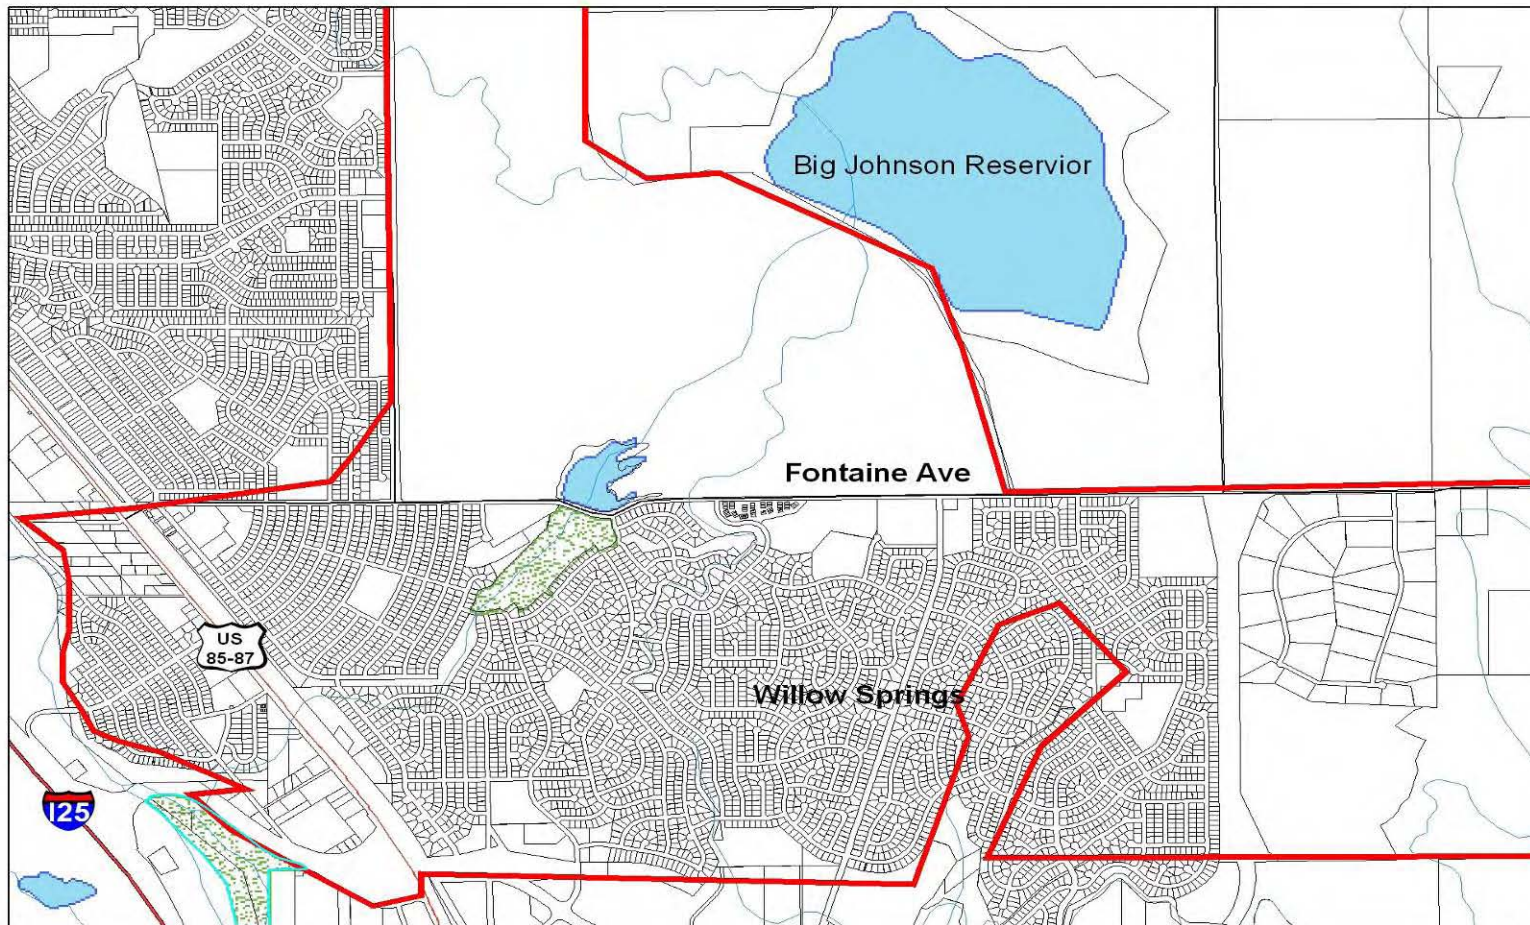 Big Johnson Reservior
Fontaine Ave
US
85-87
Willow Springs
I25